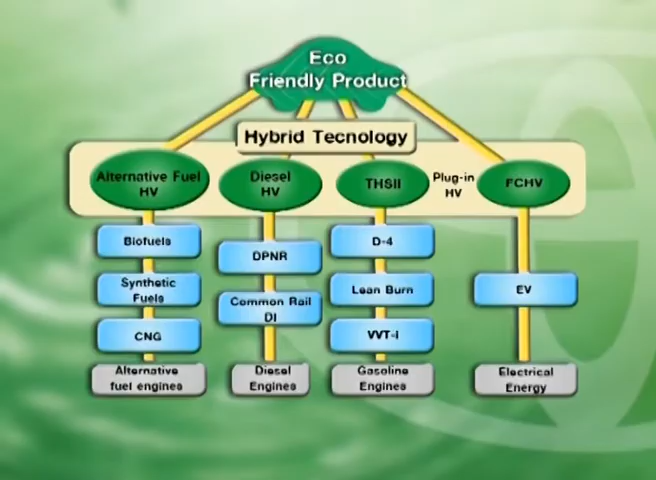 Eco
Friendly Product
Hybrid Tecnology
Alternative Fuel
HV
Diesel
HV
THSII
Plug-in
HV
FCHV
Biofuels
Synthetic
Fuels
CNG
Alternative
fuel engines
DPNR
Common Rail
DI
Diesel
Engines
D-4
Lean Burn
VVT-i
Gasoline
Engines
EV
Electrical
Energy